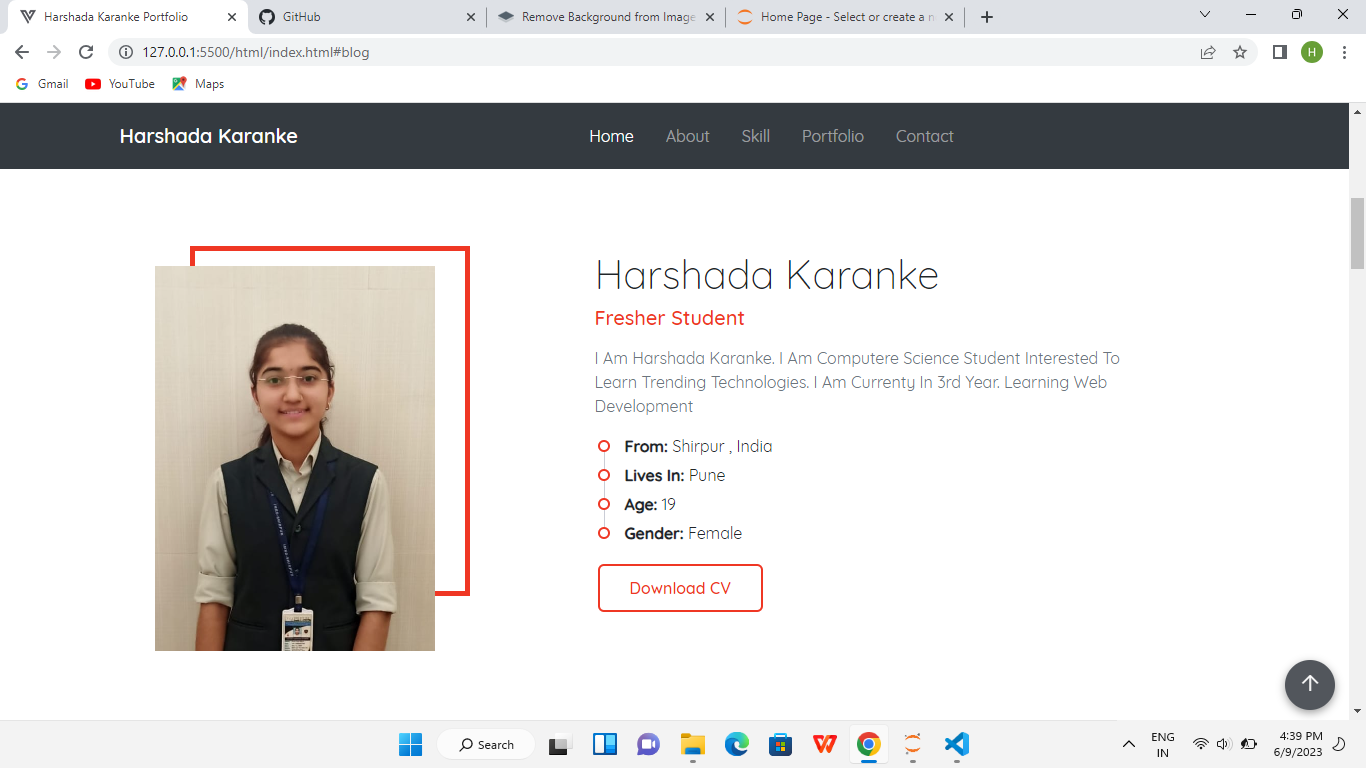 Harshada Karanke Portfolio
GitHub
Remove Background from Image
Home Page - Select or create a n
127.0.0.1:5500/html/index.html#blog
H
Gmail
YouTube
Maps
Harshada Karanke
Home
About
Skill
Portfolio
Contact
Harshada Karanke
Fresher Student
I Am Harshada Karanke. I Am Computere Science Student Interested To
Learn Trending Technologies. I Am Currenty In 3rd Year. Learning Web
Development
From: Shirpur , India
Lives In: Pune
Age: 19
Gender: Female
Download CV
Search
ENG
IN
4:39 PM
6/9/2023